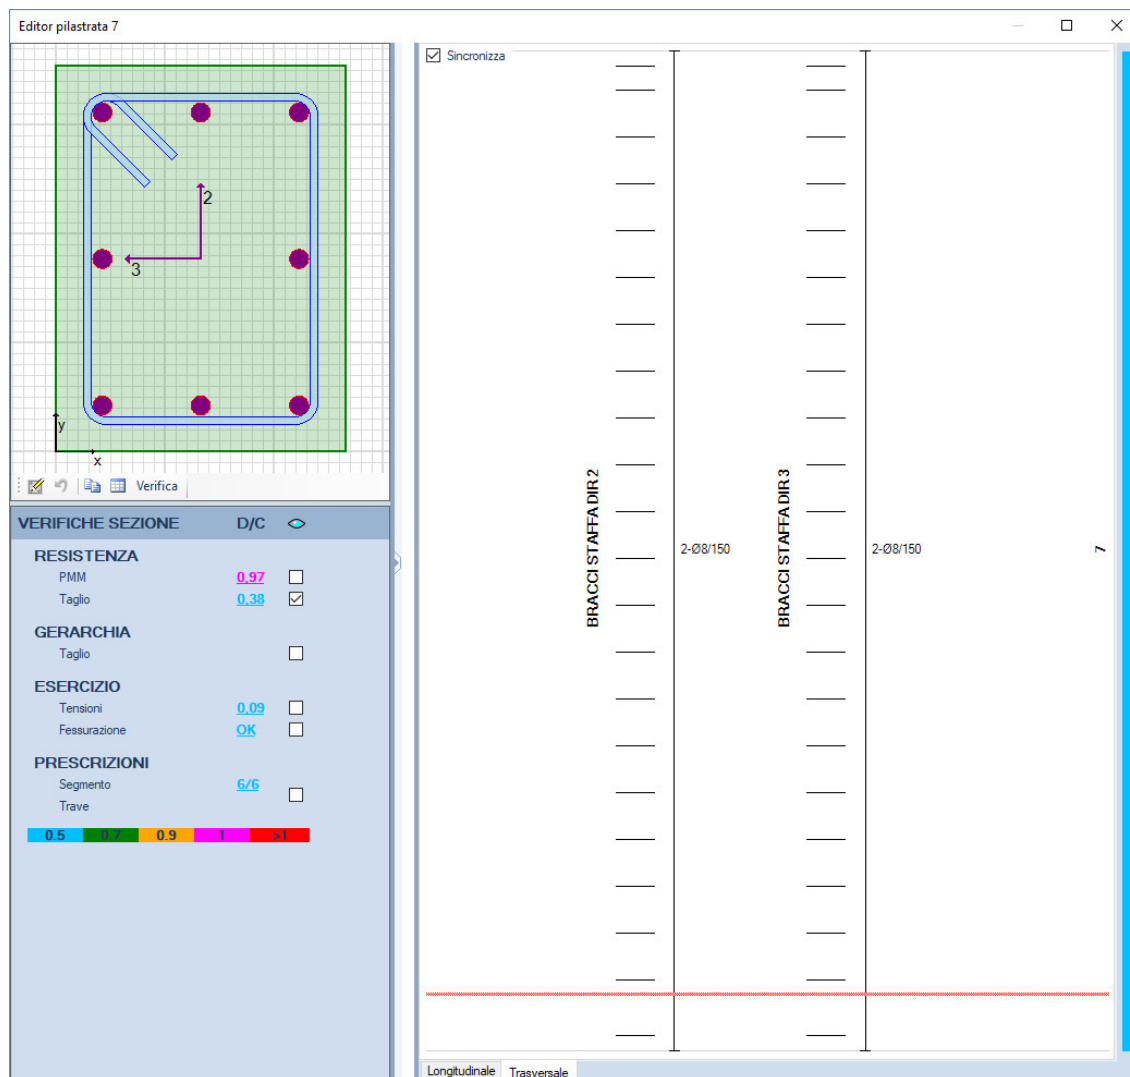 Editor pilastrata 7
2
3
y
x
Verifica
VERIFICHE SEZIONE D/C
RESISTENZA
PMM 0,97
Taglio 0,38
GERARCHIA
Taglio
ESERCIZIO
Tensioni 0,09
Fessurazione OK
PRESCRIZIONI
Segmento 6/6
Trave
0.5 0.7 0.9 1 >1
Sincronizza
BRACCI STAFFA DIR 2
2-Ø8/150
BRACCI STAFFA DIR 3
2-Ø8/150
7
Longitudinale Trasversale